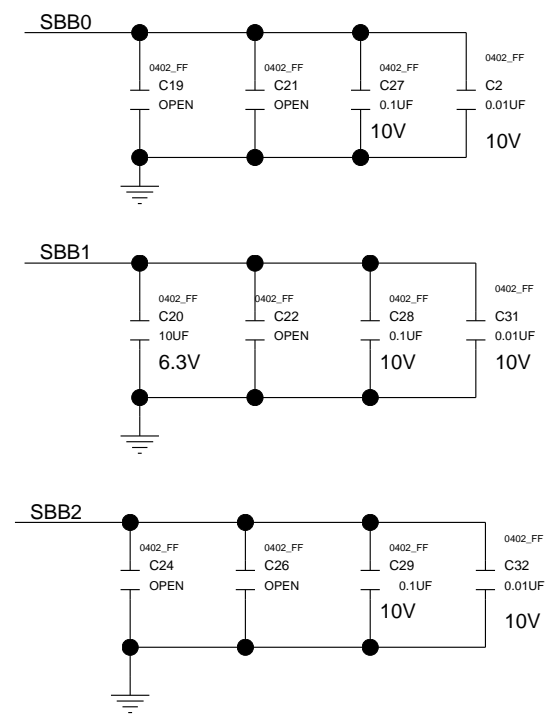 SBB0
0402_FF
C19
OPEN
0402_FF
C21
OPEN
0402_FF
C27
0.1UF
10V
0402_FF
C2
0.01UF
10V
SBB1
0402_FF
C20
10UF
6.3V
0402_FF
C22
OPEN
0402_FF
C28
0.1UF
10V
0402_FF
C31
0.01UF
10V
SBB2
0402_FF
C24
OPEN
0402_FF
C26
OPEN
0402_FF
C29
0.1UF
10V
0402_FF
C32
0.01UF
10V